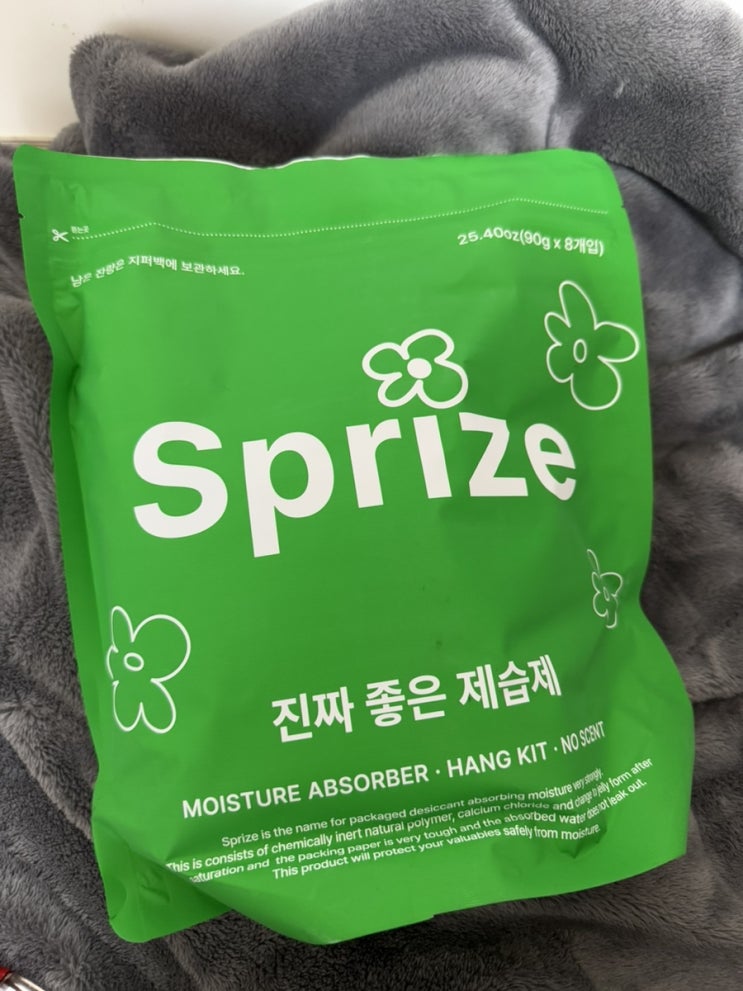 뜯는곳
25.40oz(90g x 8개입)
남은 잔량은 지퍼백에 보관하세요.
Sprize
진짜 좋은 제습제
MOISTURE ABSORBER · HANG KIT · NO SCENT
Sprize is the name for packaged desiccant absorbing moisture very strongly.
This is consists of chemically inert natural polymer, calcium chloride and change to jelly form after
saturation and the packing paper is very tough and the absorbed water does not leak out.
This product will protect your valuables safely from moisture.